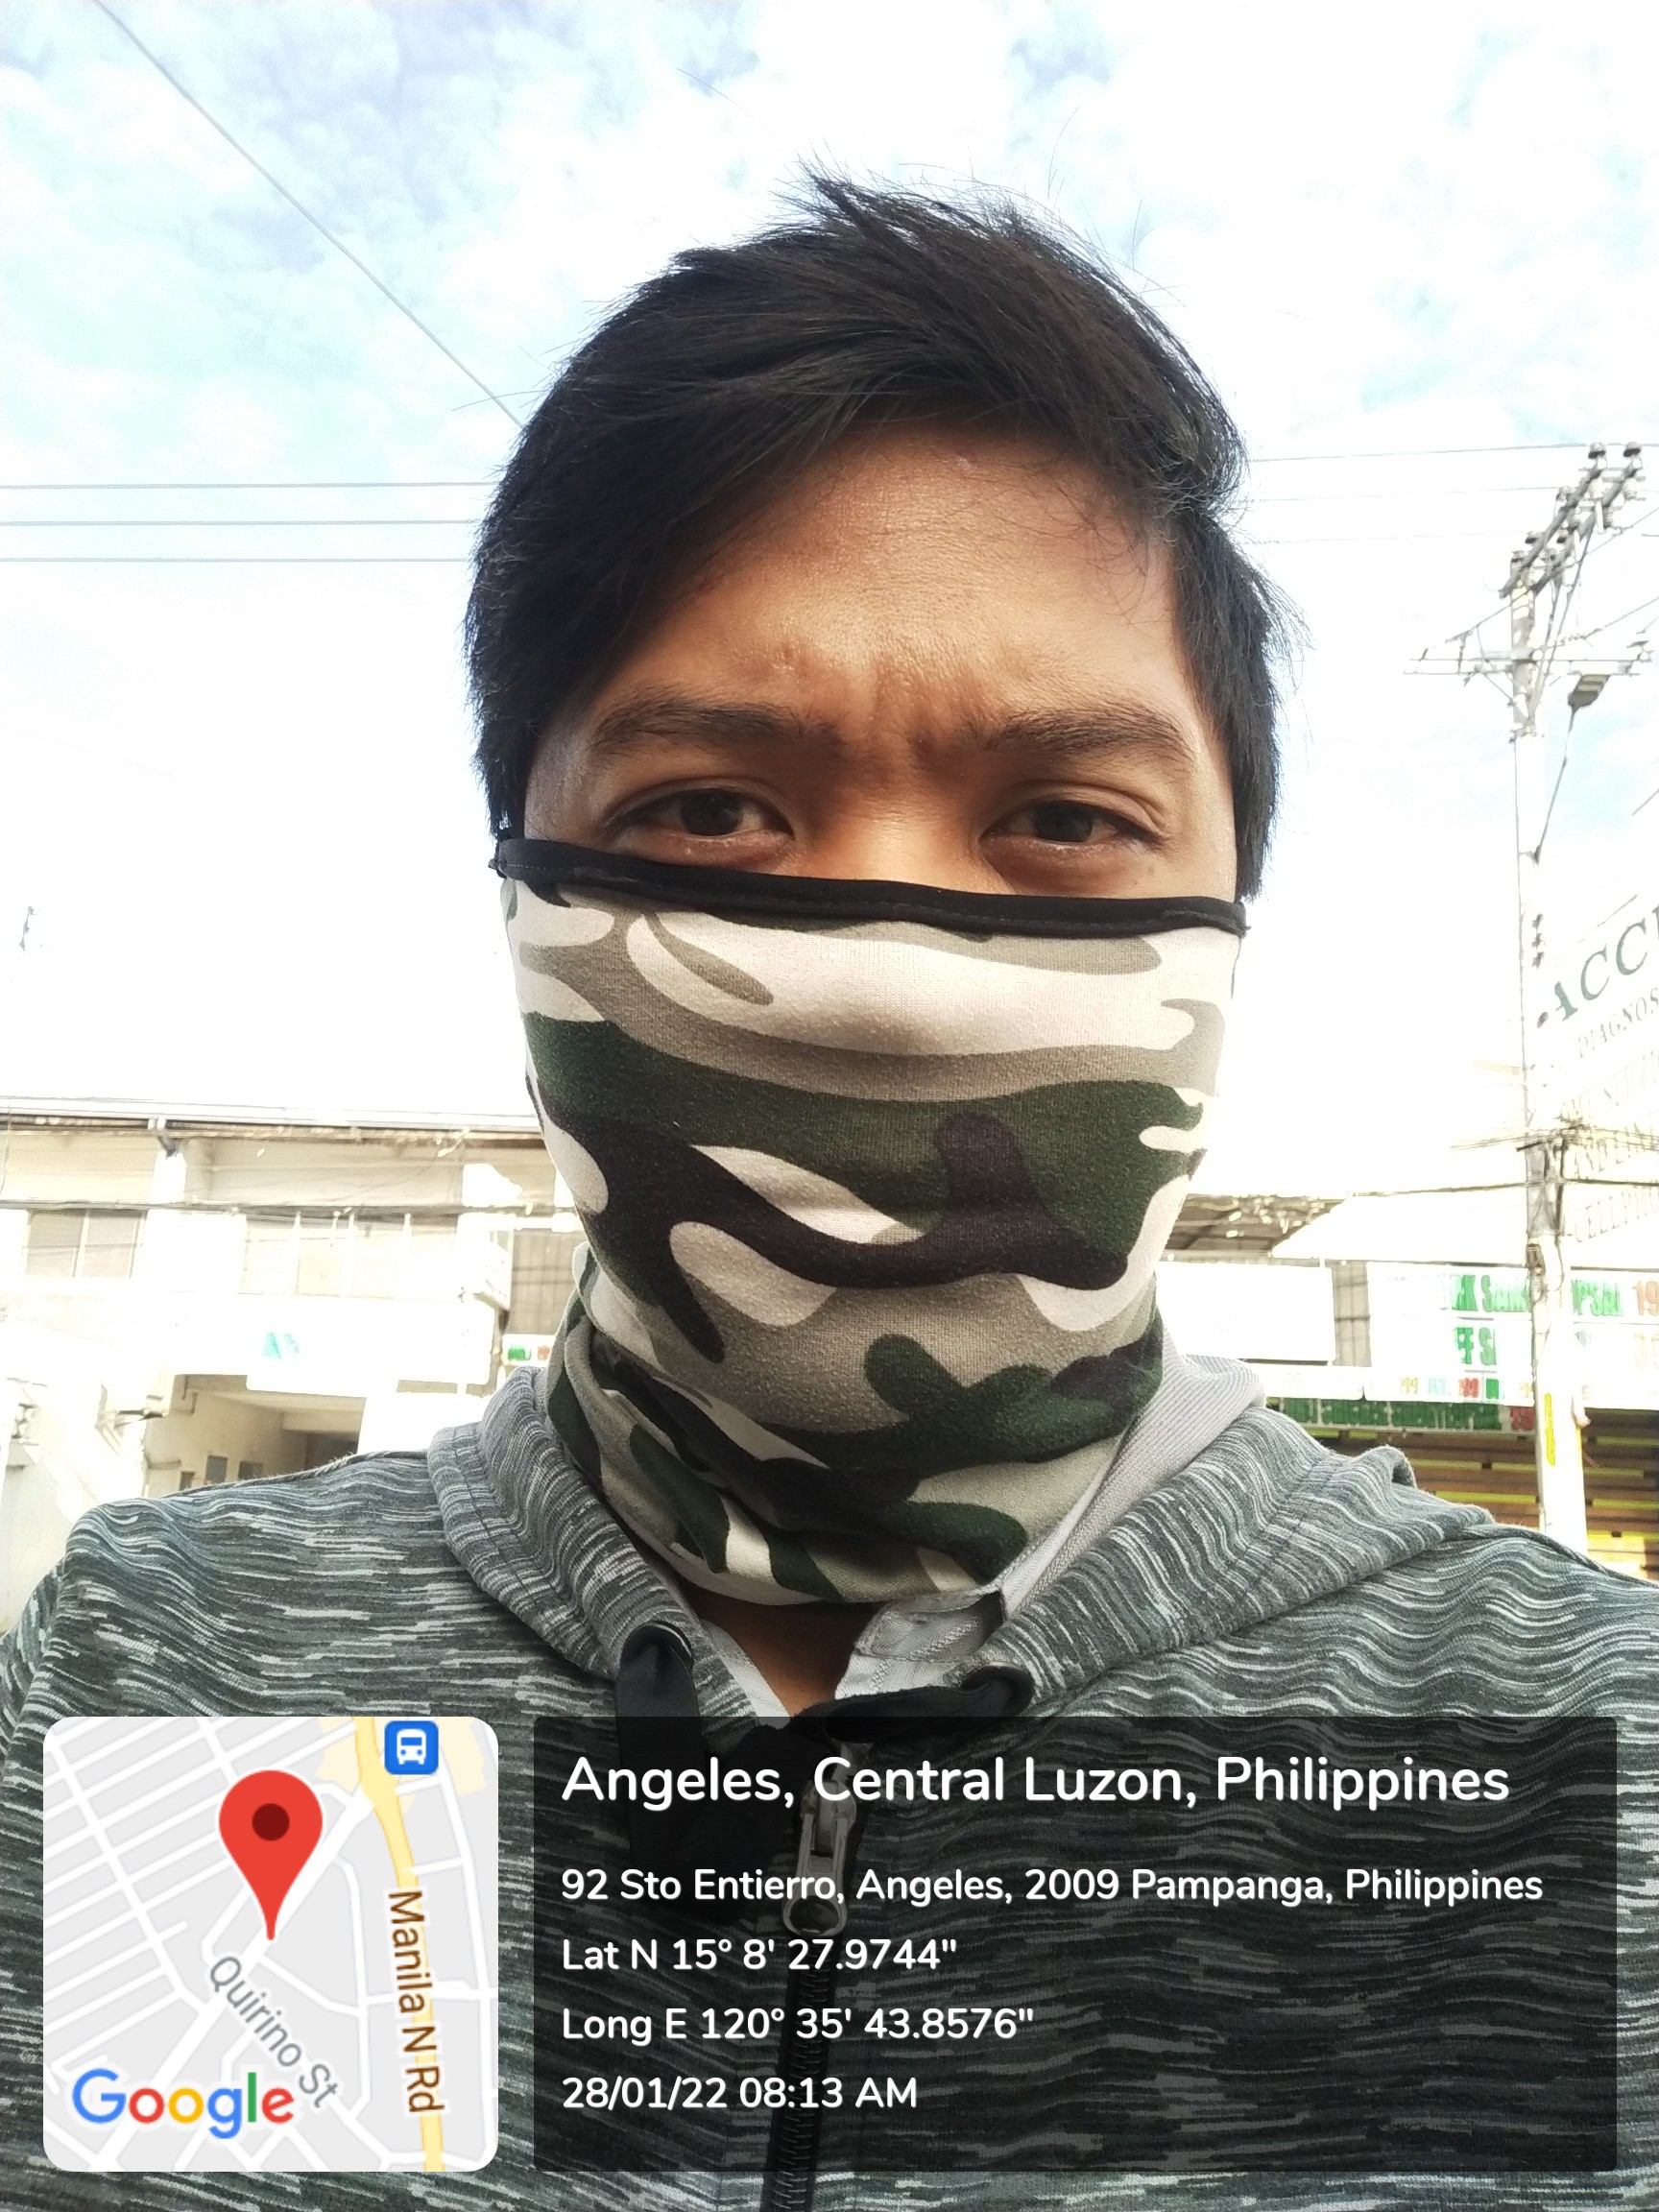 ACC
DIAGNOS
Angeles, Central Luzon, Philippines
92 Sto Entierro, Angeles, 2009 Pampanga, Philippines
Lat N 15° 8' 27.9744"
Long E 120° 35' 43.8576"
28/01/22 08:13 AM
Manila N Rd
Quirino St
Google